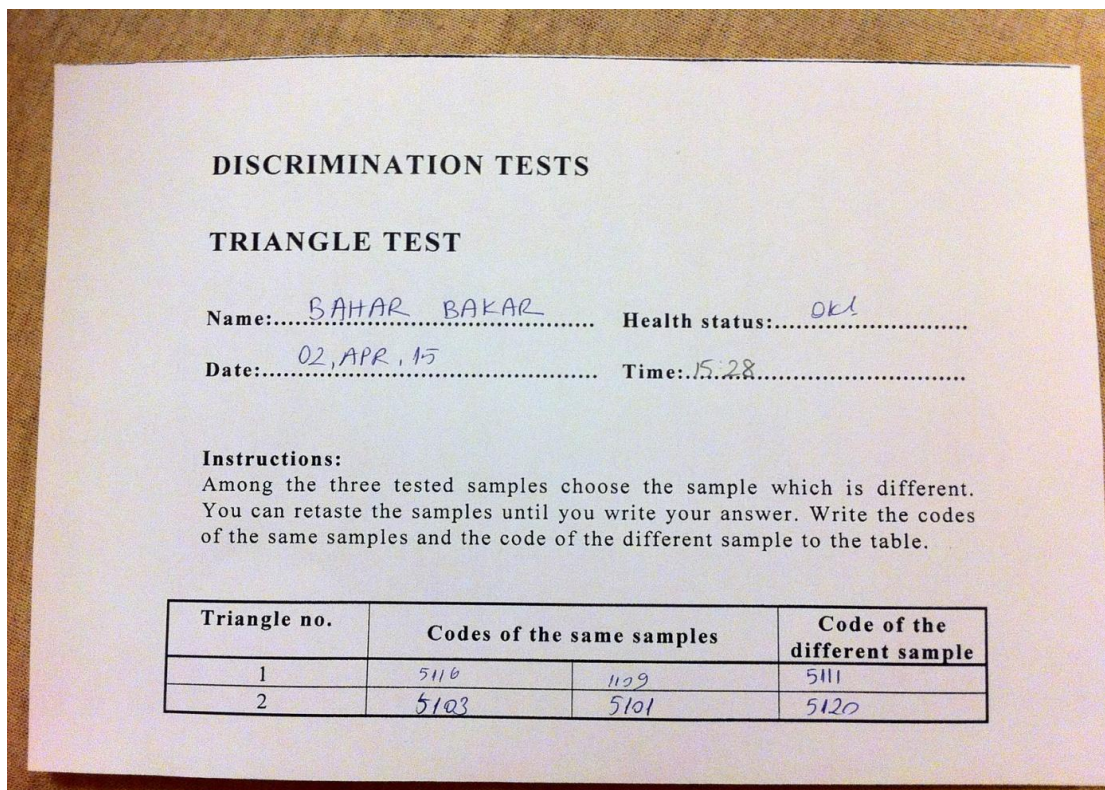 DISCRIMINATION TESTS
TRIANGLE TEST
Name:.... BAHAR BAKAR Health status:..... OK!
Date:.... 02, APR, 15 Time:. 15:28
Instructions:
Among the three tested samples choose the sample which is different.
You can retaste the samples until you write your answer. Write the codes
of the same samples and the code of the different sample to the table.
Triangle no. Codes of the same samples Code of the
different sample
1 5116 5111
2 5103 5101 5120